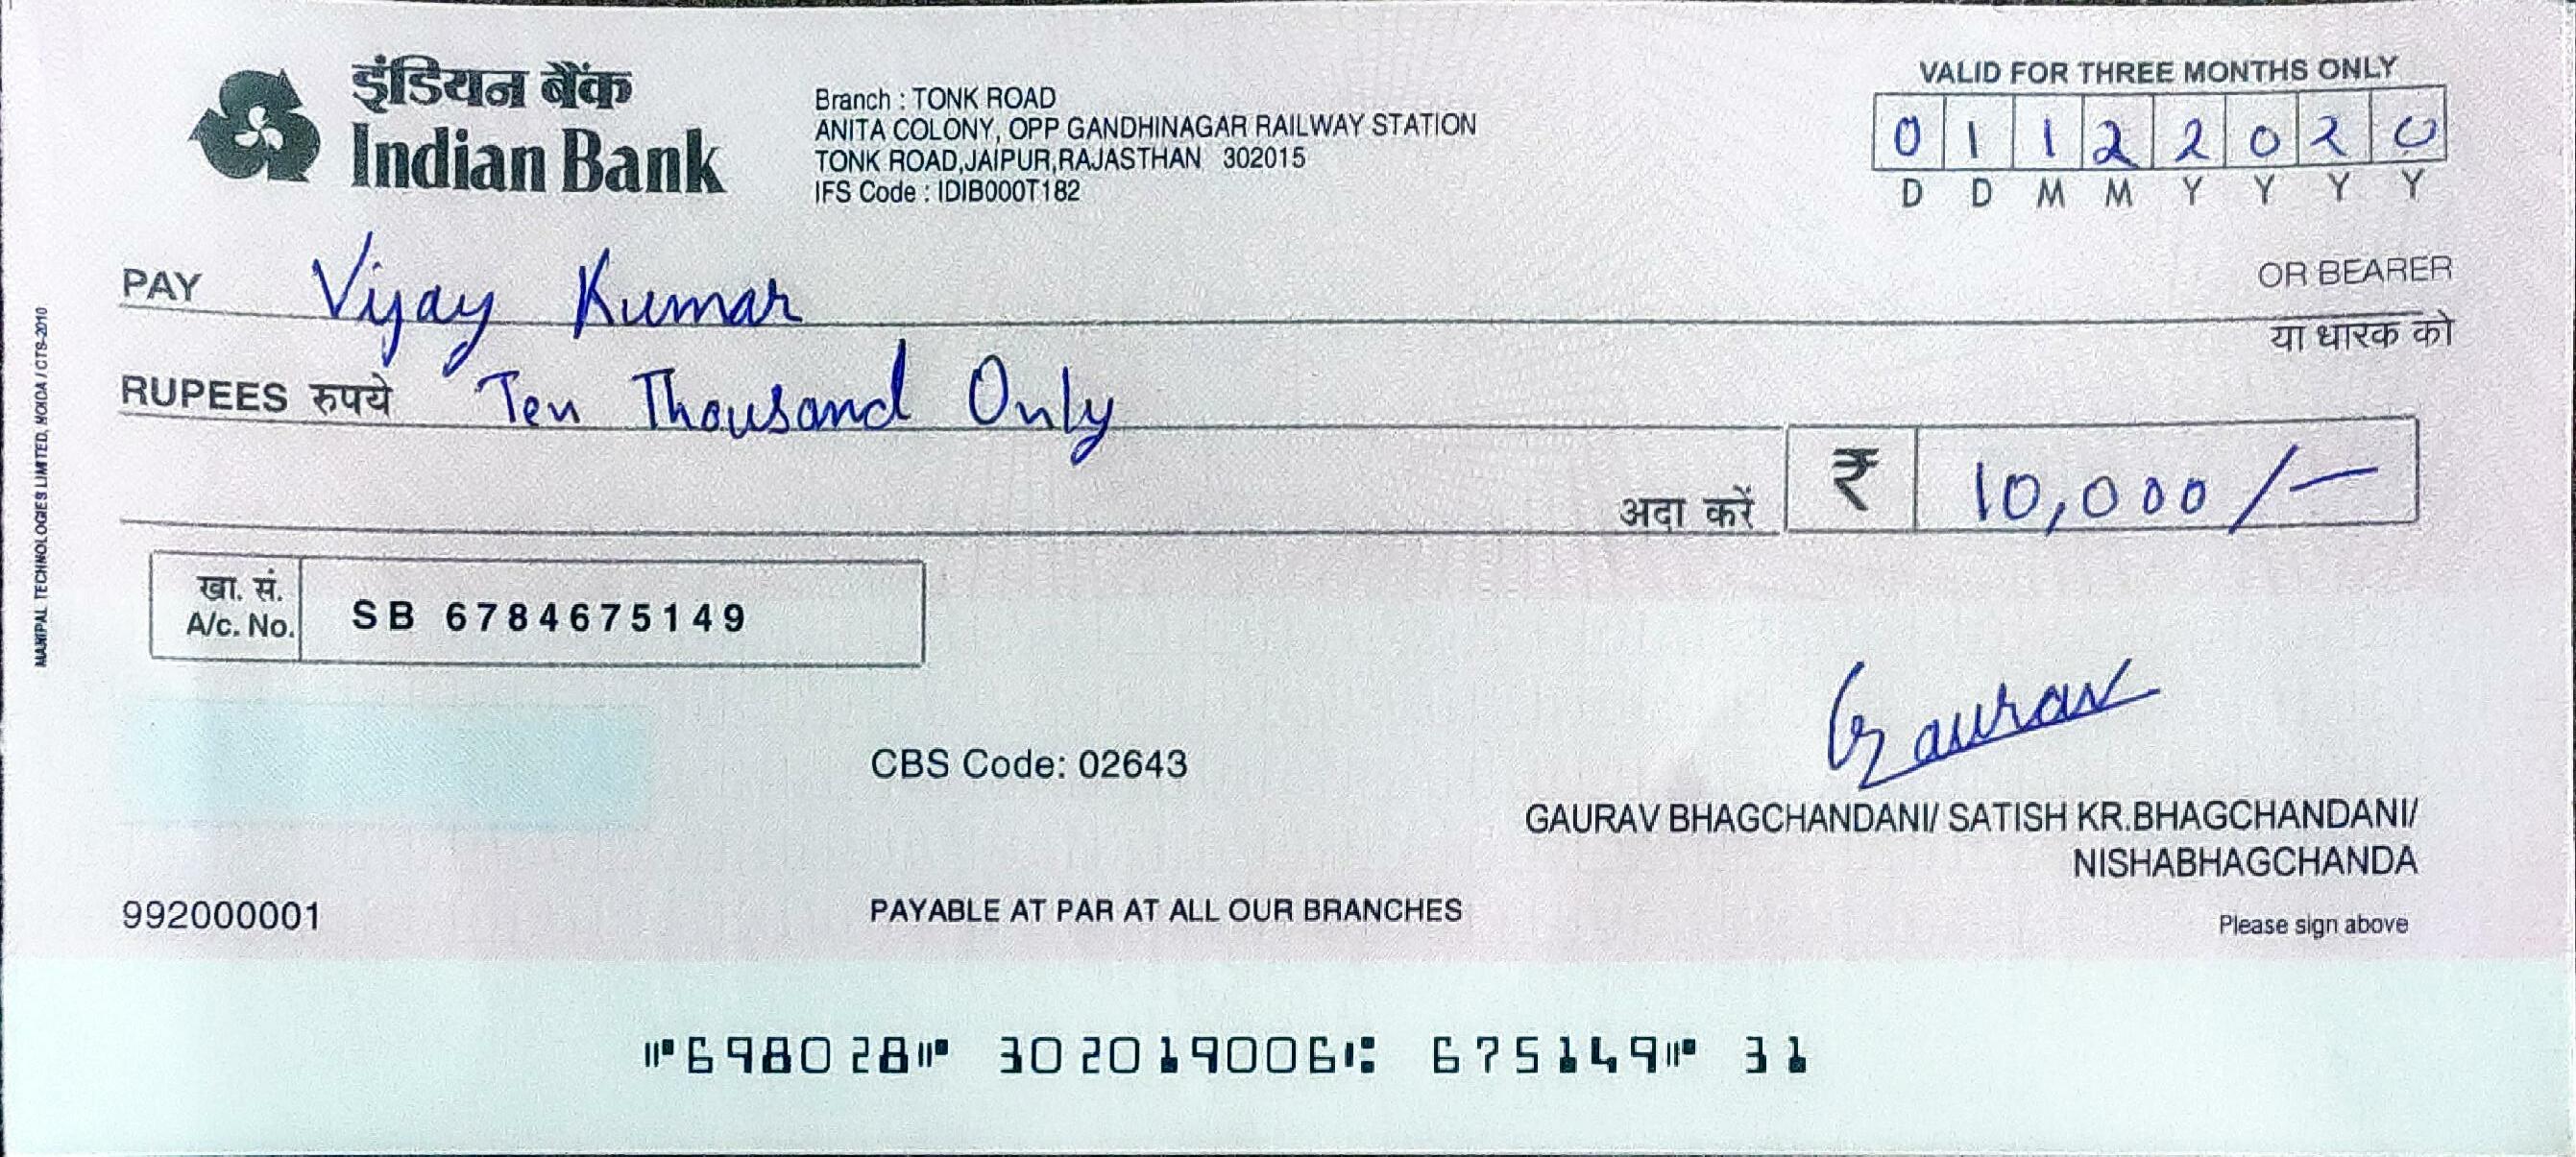 इंडियन बैंक
Indian Bank
Branch : TONK ROAD
ANITA COLONY, OPP GANDHINAGAR RAILWAY STATION
TONK ROAD,JAIPUR,RAJASTHAN 302015
IFS Code : IDIB000T182
VALID FOR THREE MONTHS ONLY
0 1 1 2 2 0 2 0
D D M M Y Y Y Y
PAY Vijay Kumar OR BEARER
या धारक को
RUPEES रुपये Ten Thousand Only
अदा करें ₹ 10,000/-
खा. सं.
A/c. No. SB 6784675149
MANIPAL TECHNOLOGIES LIMITED, NOIDA / CTS-2010
Gaurav
CBS Code: 02643
GAURAV BHAGCHANDANI/ SATISH KR.BHAGCHANDANI/
NISHABHAGCHANDA
992000001 PAYABLE AT PAR AT ALL OUR BRANCHES
Please sign above
⑈698028⑈ 302019006⑆ 675149⑈ 31